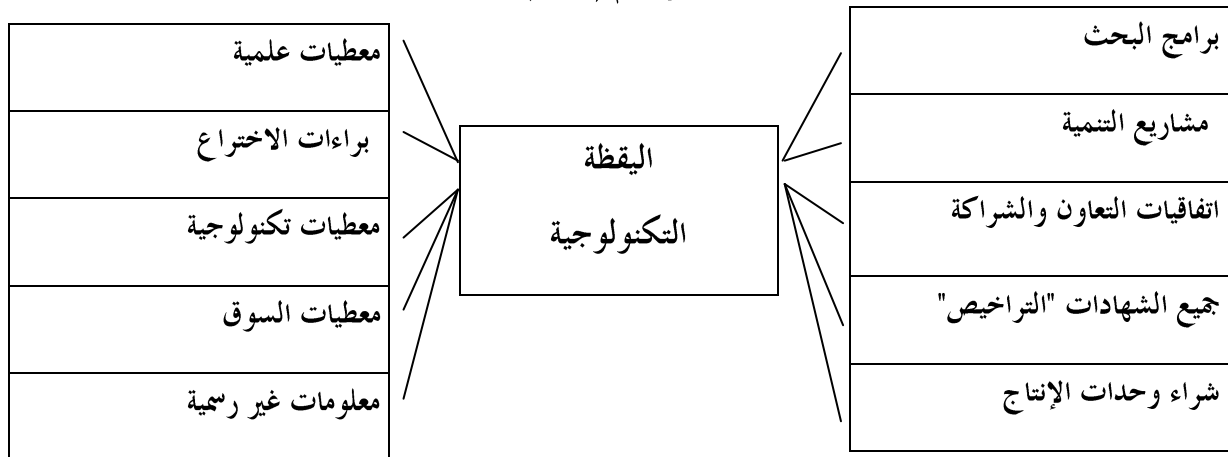 برامج البحث
مشاريع التنمية
اتفاقيات التعاون والشراكة
جميع الشهادات "التراخيص"
شراء وحدات الإنتاج
اليقظة
التكنولوجية
معطيات علمية
براءات الاختراع
معطيات تكنولوجية
معطيات السوق
معلومات غير رسمية